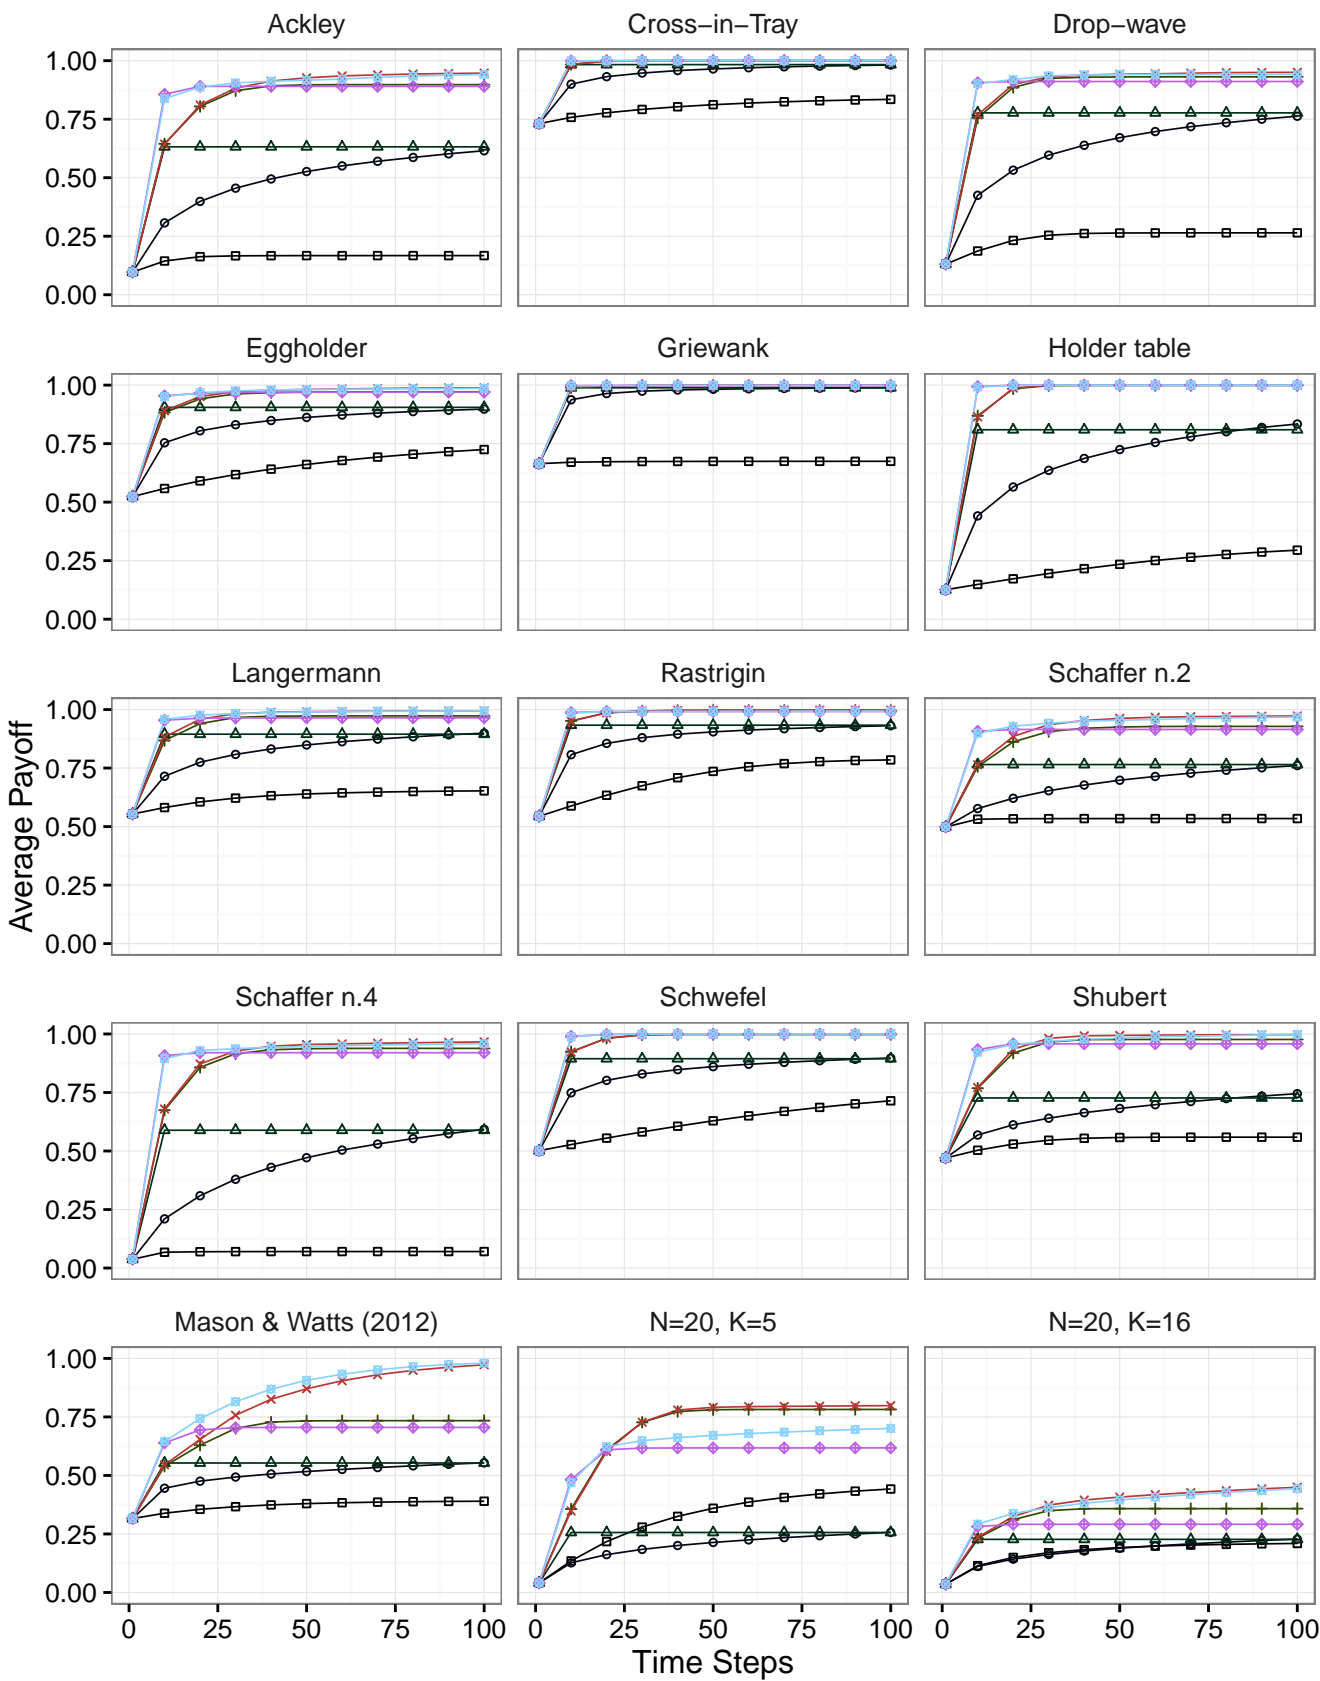 Ackley
Cross−in−Tray
Drop−wave
1.00
0.75
0.50
0.25
0.00
Eggholder
Griewank
Holder table
1.00
0.75
0.50
0.25
0.00
Langermann
Rastrigin
Schaffer n.2
1.00
0.75
0.50
0.25
0.00
Average Payoff
Schaffer n.4
Schwefel
Shubert
1.00
0.75
0.50
0.25
0.00
Mason & Watts (2012)
N=20, K=5
N=20, K=16
1.00
0.75
0.50
0.25
0.00
0 25 50 75 100
0 25 50 75 100
0 25 50 75 100
Time Steps